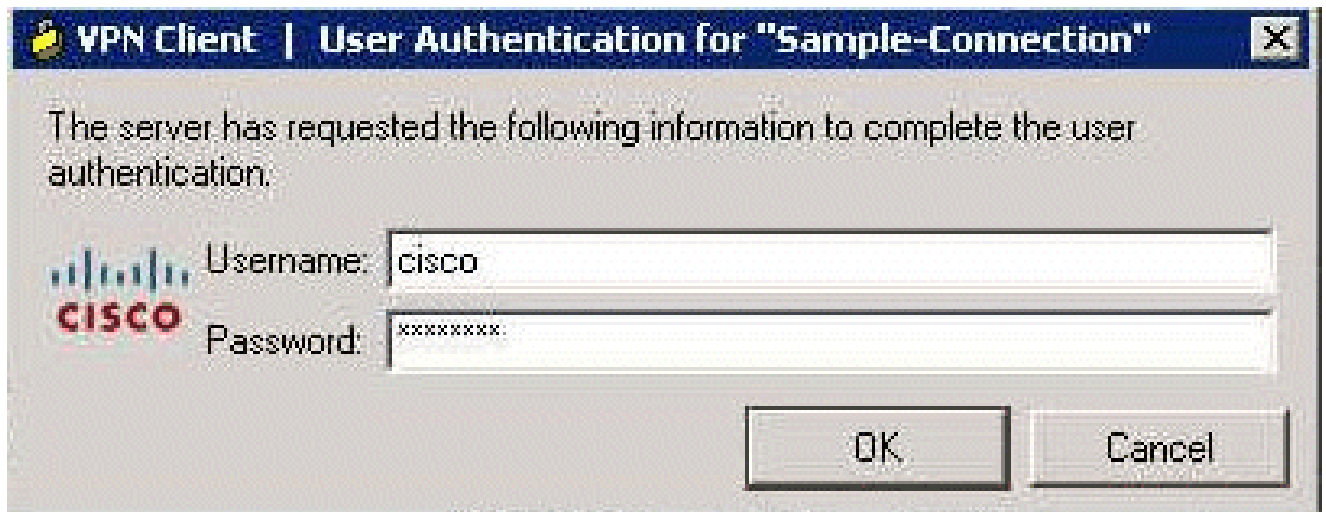 VPN Client | User Authentication for "Sample-Connection"
The server has requested the following information to complete the user
authentication.
CISCO
Username: cisco
Password: ********
OK Cancel